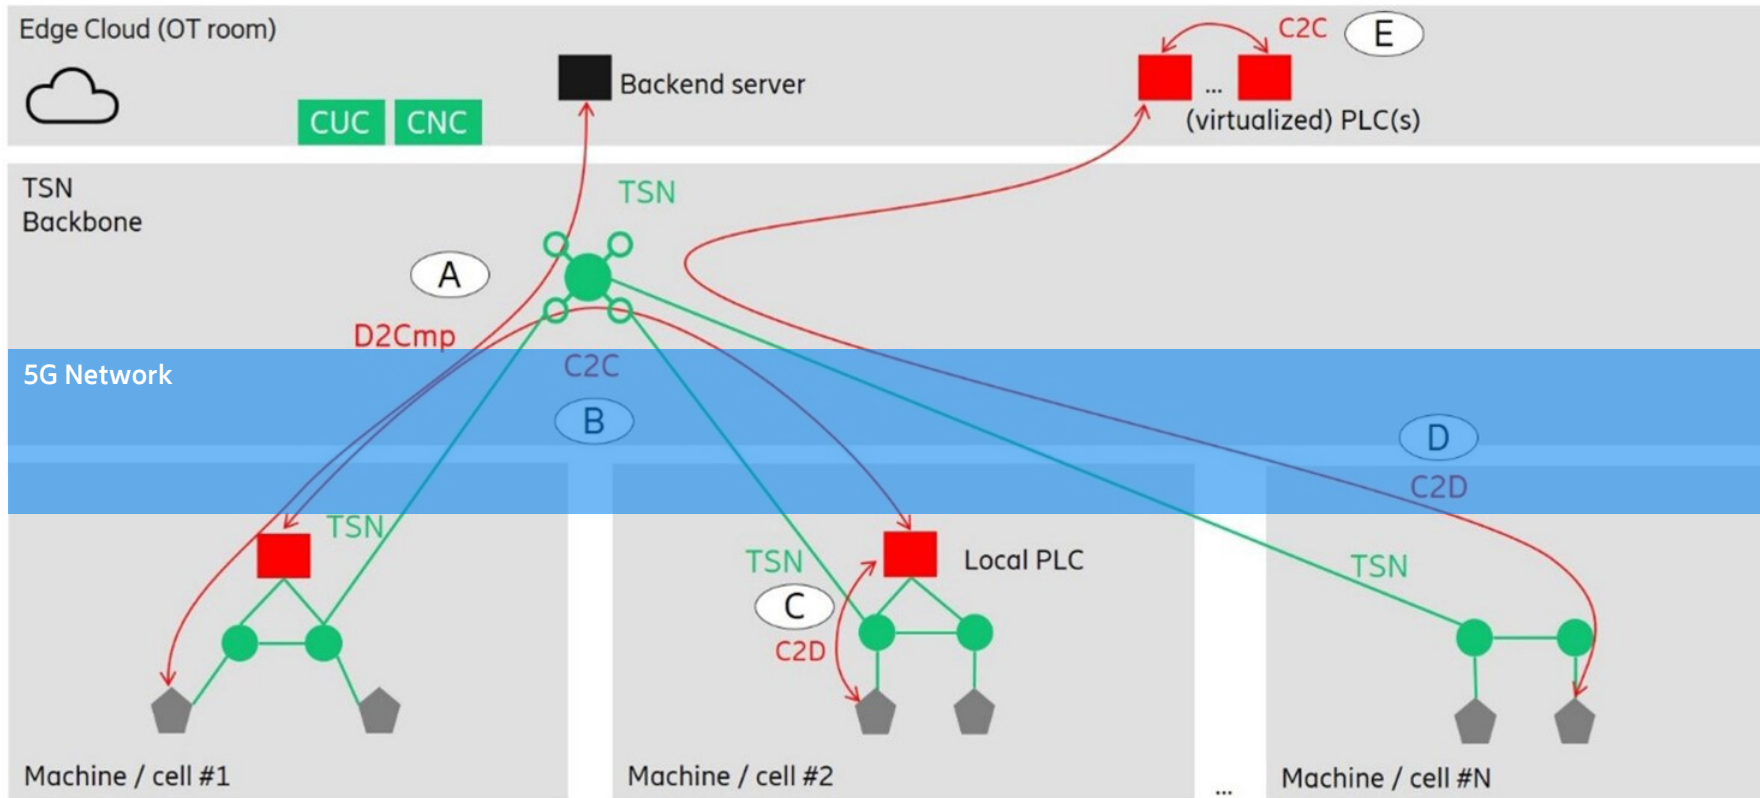 Edge Cloud (OT room)
C2C
E
Backend server
...
CUC
CNC
(virtualized) PLC(s)
TSN
Backbone
TSN
A
D2Cmp
5G Network
C2C
B
D
C2D
TSN
TSN
Local PLC
TSN
C
C2D
Machine / cell #1
Machine / cell #2
...
Machine / cell #N